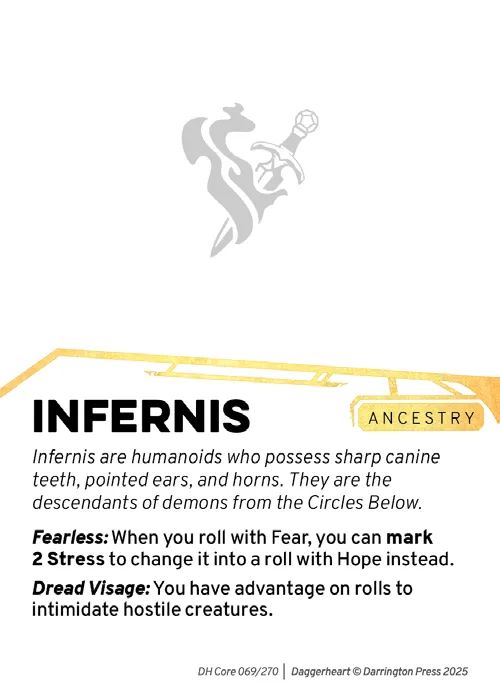 INFERNIS
ANCESTRY
Infernis are humanoids who possess sharp canine
teeth, pointed ears, and horns. They are the
descendants of demons from the Circles Below.
Fearless: When you roll with Fear, you can mark
2 Stress to change it into a roll with Hope instead.
Dread Visage: You have advantage on rolls to
intimidate hostile creatures.
DH Core 069/270 | Daggerheart © Darrington Press 2025